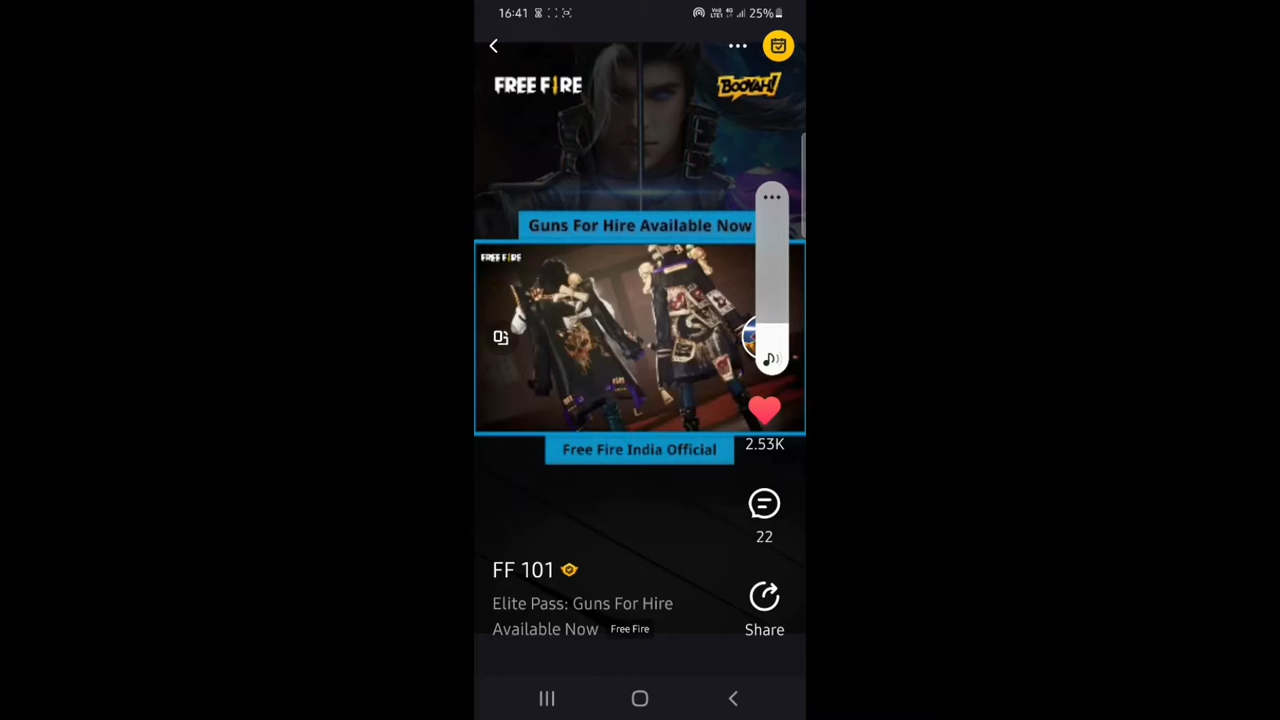 16:41
25%
FREE FIRE
BOOYAH!
Guns For Hire Available Now
FREE FIRE
2.53K
Free Fire India Official
22
FF 101
Elite Pass: Guns For Hire
Available Now Free Fire
Share